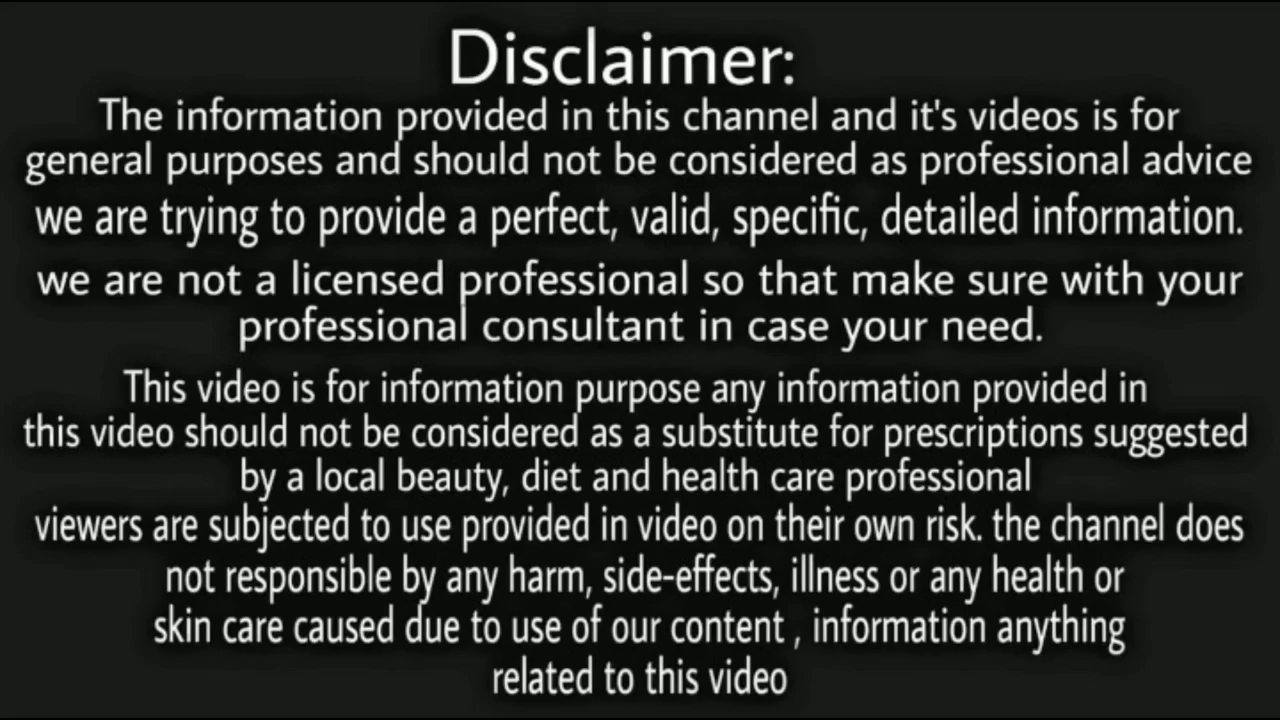 Disclaimer:
The information provided in this channel and it's videos is for
general purposes and should not be considered as professional advice
we are trying to provide a perfect, valid, specific, detailed information.
we are not a licensed professional so that make sure with your
professional consultant in case your need.
This video is for information purpose any information provided in
this video should not be considered as a substitute for prescriptions suggested
by a local beauty, diet and health care professional
viewers are subjected to use provided in video on their own risk. the channel does
not responsible by any harm, side-effects, illness or any health or
skin care caused due to use of our content , information anything
related to this video